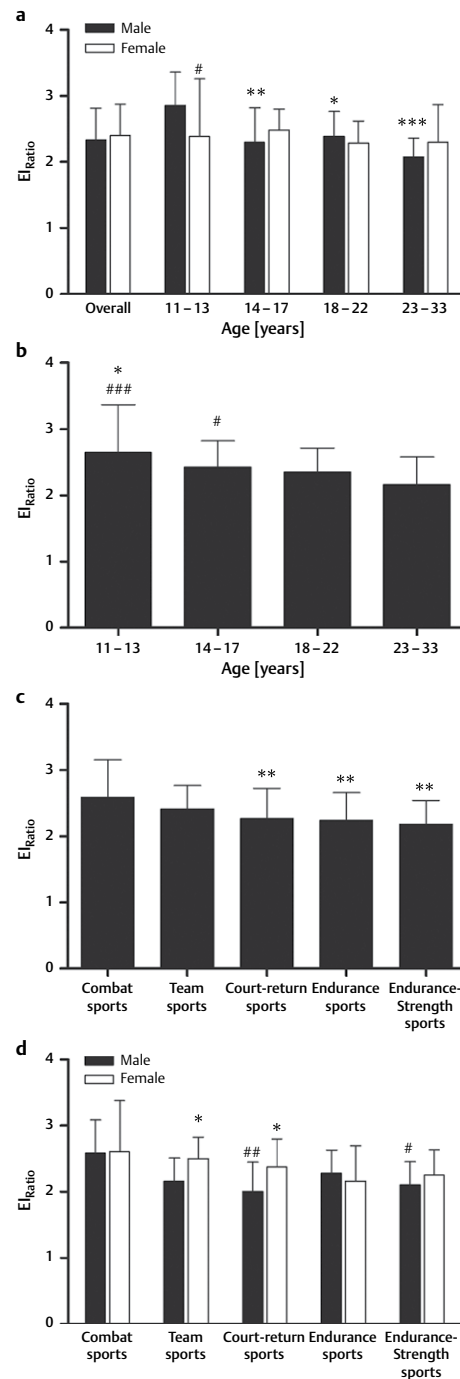 a
4
Male
Female
#
**
*
***
3
2
1
0
EIRatio
Overall 11–13 14–17 18–22 23–33
Age [years]
b
4
*
###
#
3
2
1
0
EIRatio
11–13 14–17 18–22 23–33
Age [years]
c
4
** ** **
3
2
1
0
EIRatio
Combat sports
Team sports
Court-return sports
Endurance sports
Endurance-Strength sports
d
4
Male
Female
*
##
*
#
3
2
1
0
EIRatio
Combat sports
Team sports
Court-return sports
Endurance sports
Endurance-Strength sports